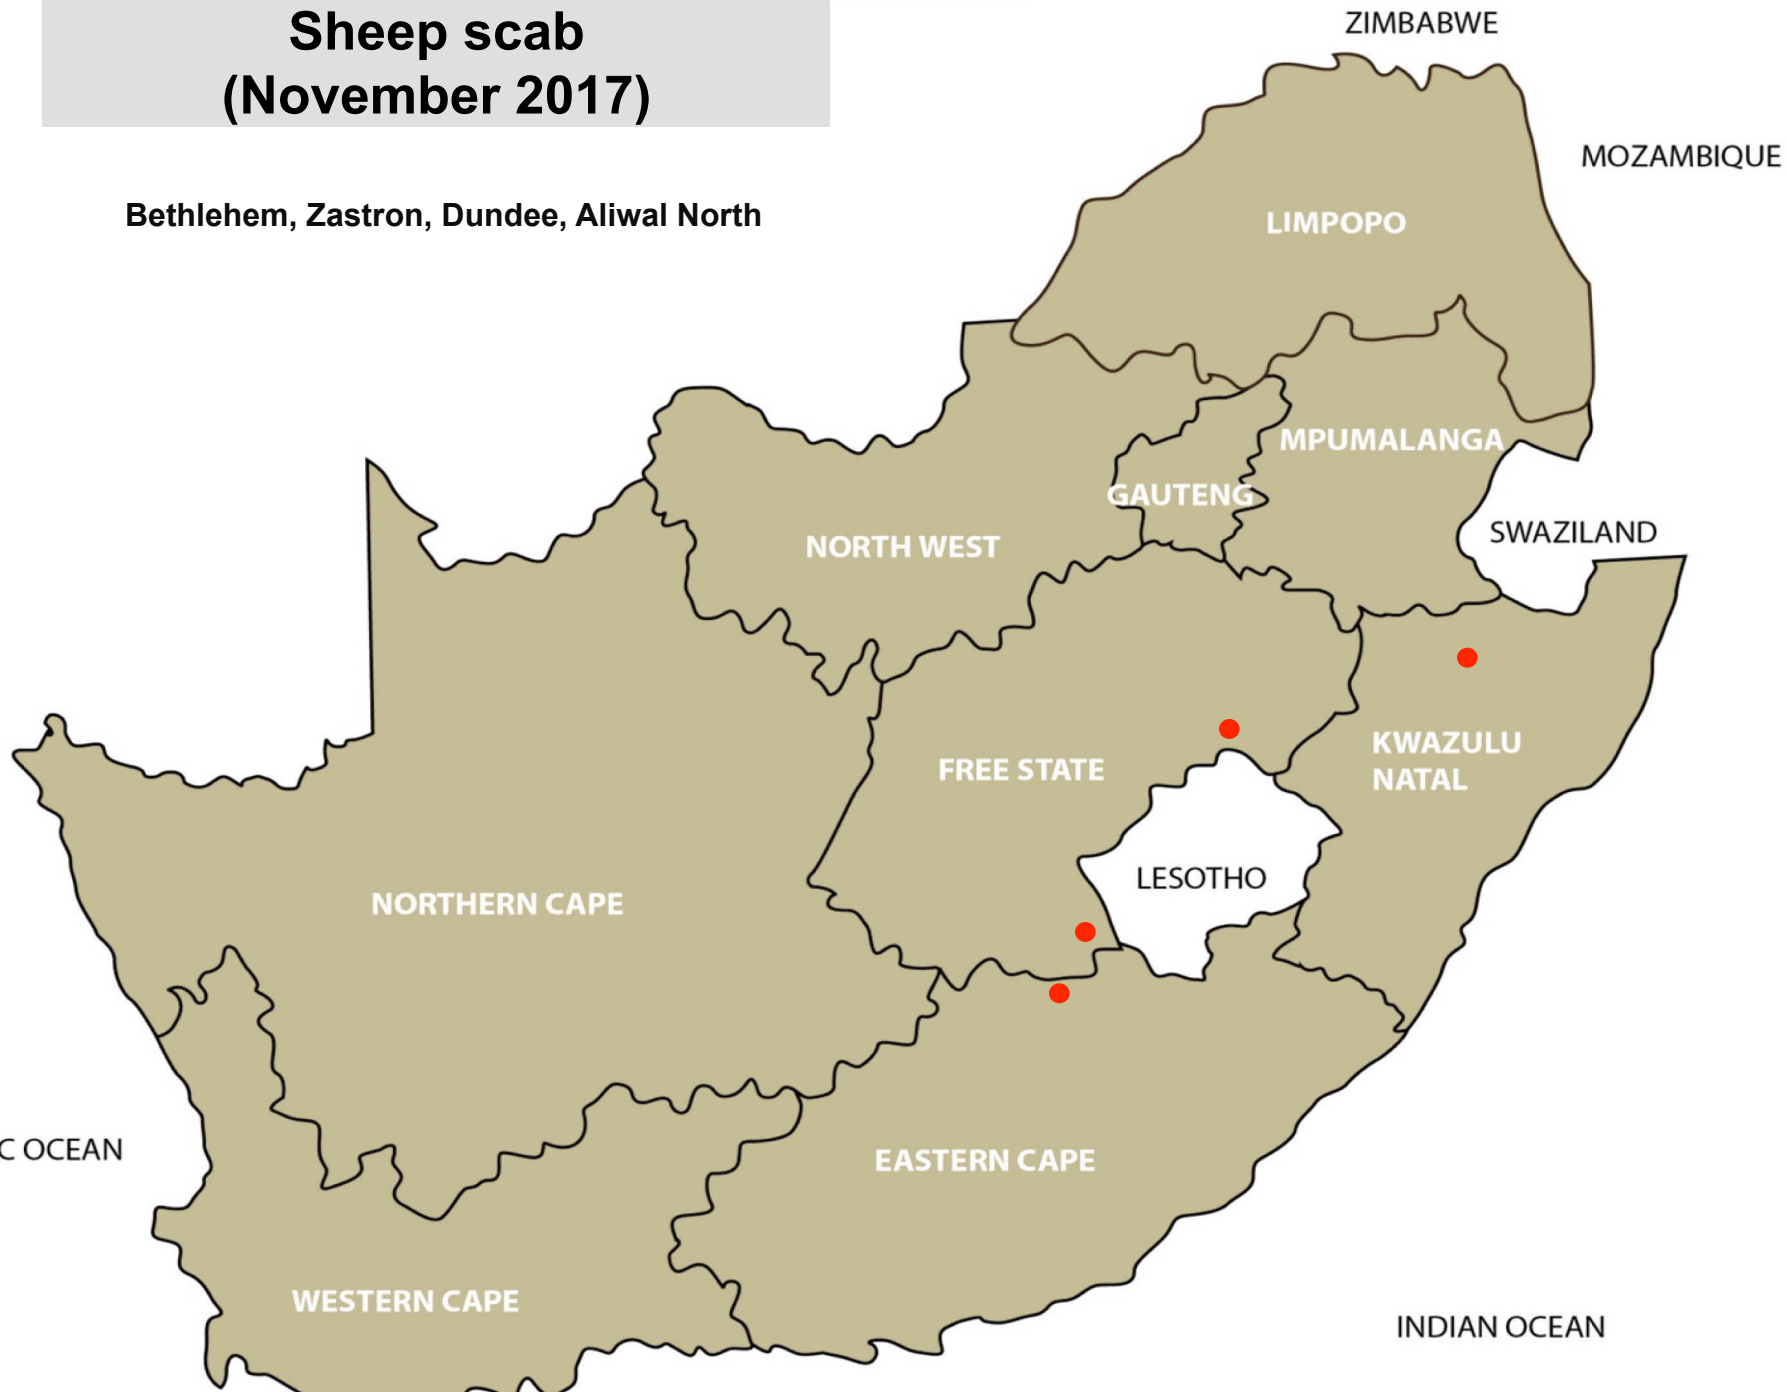 Sheep scab
(November 2017)
Bethlehem, Zastron, Dundee, Aliwal North
ZIMBABWE
MOZAMBIQUE
LIMPOPO
MPUMALANGA
GAUTENG
SWAZILAND
NORTH WEST
KWAZULU
NATAL
FREE STATE
LESOTHO
NORTHERN CAPE
C OCEAN
EASTERN CAPE
WESTERN CAPE
INDIAN OCEAN